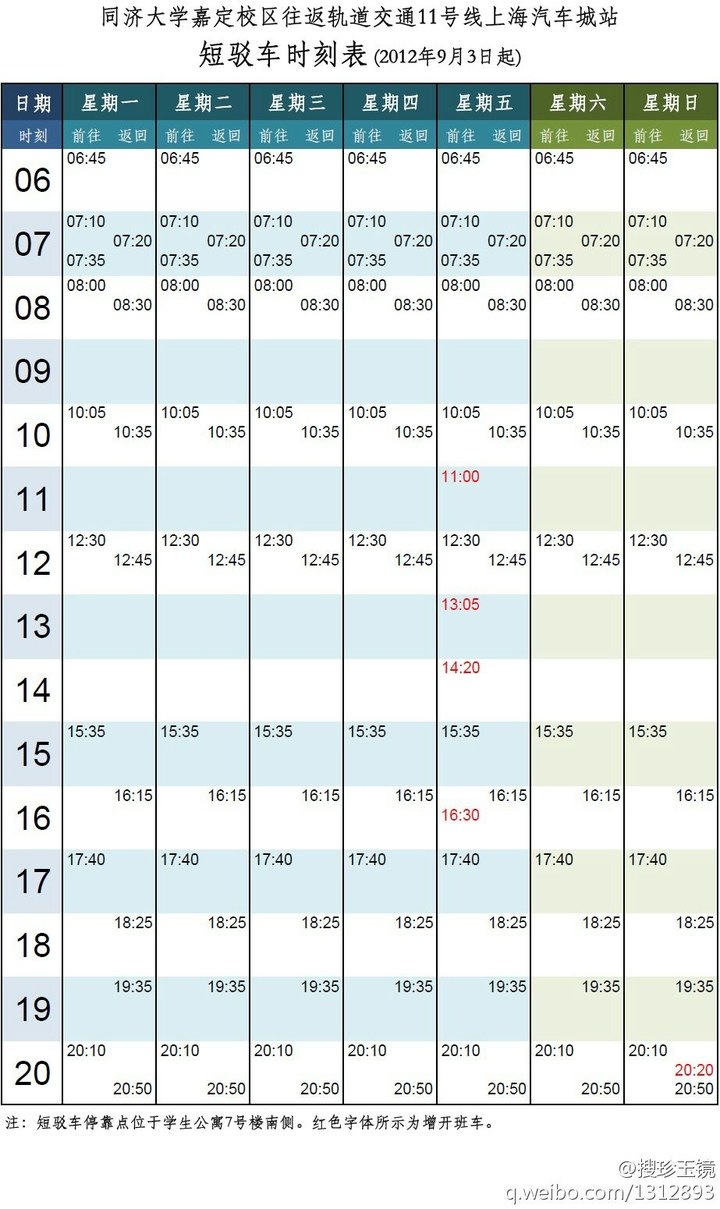 同济大学嘉定校区往返轨道交通11号线上海汽车城站
短驳车时刻表 (2012年9月3日起)
日期 星期一 星期二 星期三 星期四 星期五 星期六 星期日
时刻 前往 返回 前往 返回 前往 返回 前往 返回 前往 返回 前往 返回 前往 返回
06:45 06:45 06:45 06:45 06:45 06:45 06:45
06
07:10 07:10 07:10 07:10 07:10 07:10 07:10
07 07:20 07:20 07:20 07:20 07:20 07:20 07:20
07:35 07:35 07:35 07:35 07:35 07:35 07:35
08:00 08:00 08:00 08:00 08:00 08:00 08:00
08 08:30 08:30 08:30 08:30 08:30 08:30 08:30
09
10:05 10:05 10:05 10:05 10:05 10:05 10:05
10 10:35 10:35 10:35 10:35 10:35 10:35 10:35
11:00
11
12:30 12:30 12:30 12:30 12:30 12:30 12:30
12 12:45 12:45 12:45 12:45 12:45 12:45 12:45
13:05
13
14:20
14
15:35 15:35 15:35 15:35 15:35 15:35 15:35
15
16:15 16:15 16:15 16:15 16:15 16:15 16:15
16 16:30
17:40 17:40 17:40 17:40 17:40 17:40 17:40
17
18:25 18:25 18:25 18:25 18:25 18:25 18:25
18
19:35 19:35 19:35 19:35 19:35 19:35 19:35
19
20:10 20:10 20:10 20:10 20:10 20:10 20:10
20 20:20
20:50 20:50 20:50 20:50 20:50 20:50 20:50
注：短驳车停靠点位于学生公寓7号楼南侧。红色字体所示为增开班车。
@搜珍玉镜
q.weibo.com/1312893